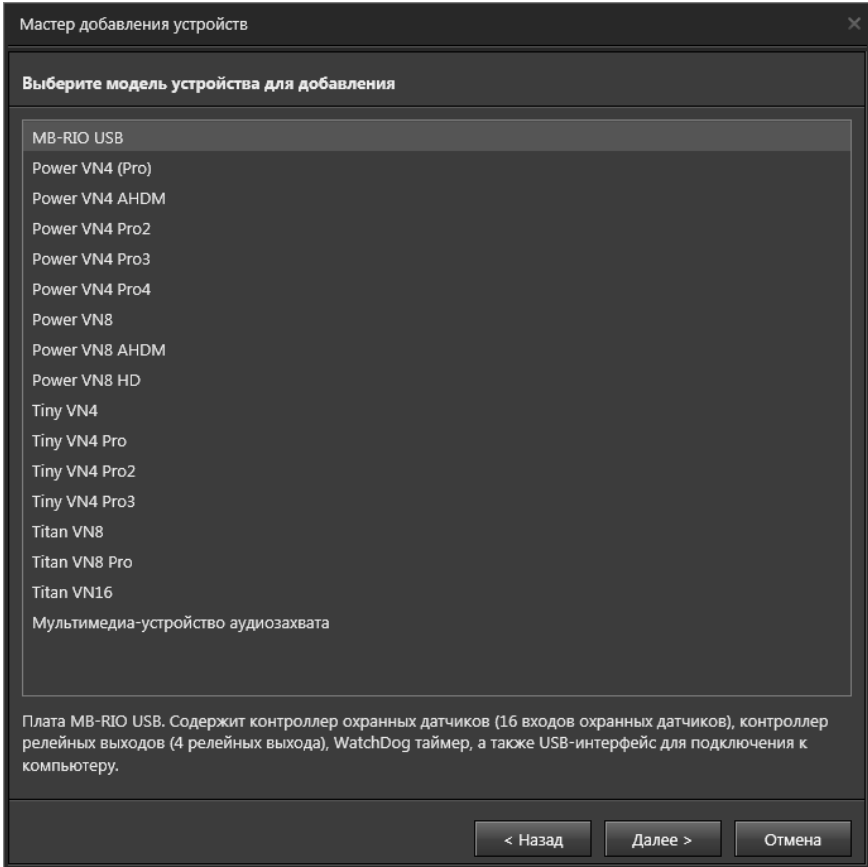 Мастер добавления устройств
Выберите модель устройства для добавления
MB-RIO USB
Power VN4 (Pro)
Power VN4 AHDM
Power VN4 Pro2
Power VN4 Pro3
Power VN4 Pro4
Power VN8
Power VN8 AHDM
Power VN8 HD
Tiny VN4
Tiny VN4 Pro
Tiny VN4 Pro2
Tiny VN4 Pro3
Titan VN8
Titan VN8 Pro
Titan VN16
Мультимедиа-устройство аудиозахвата
Плата MB-RIO USB. Содержит контроллер охранных датчиков (16 входов охранных датчиков), контроллер
релейных выходов (4 релейных выхода), WatchDog таймер, а также USB-интерфейс для подключения к
компьютеру.
< Назад Далее > Отмена